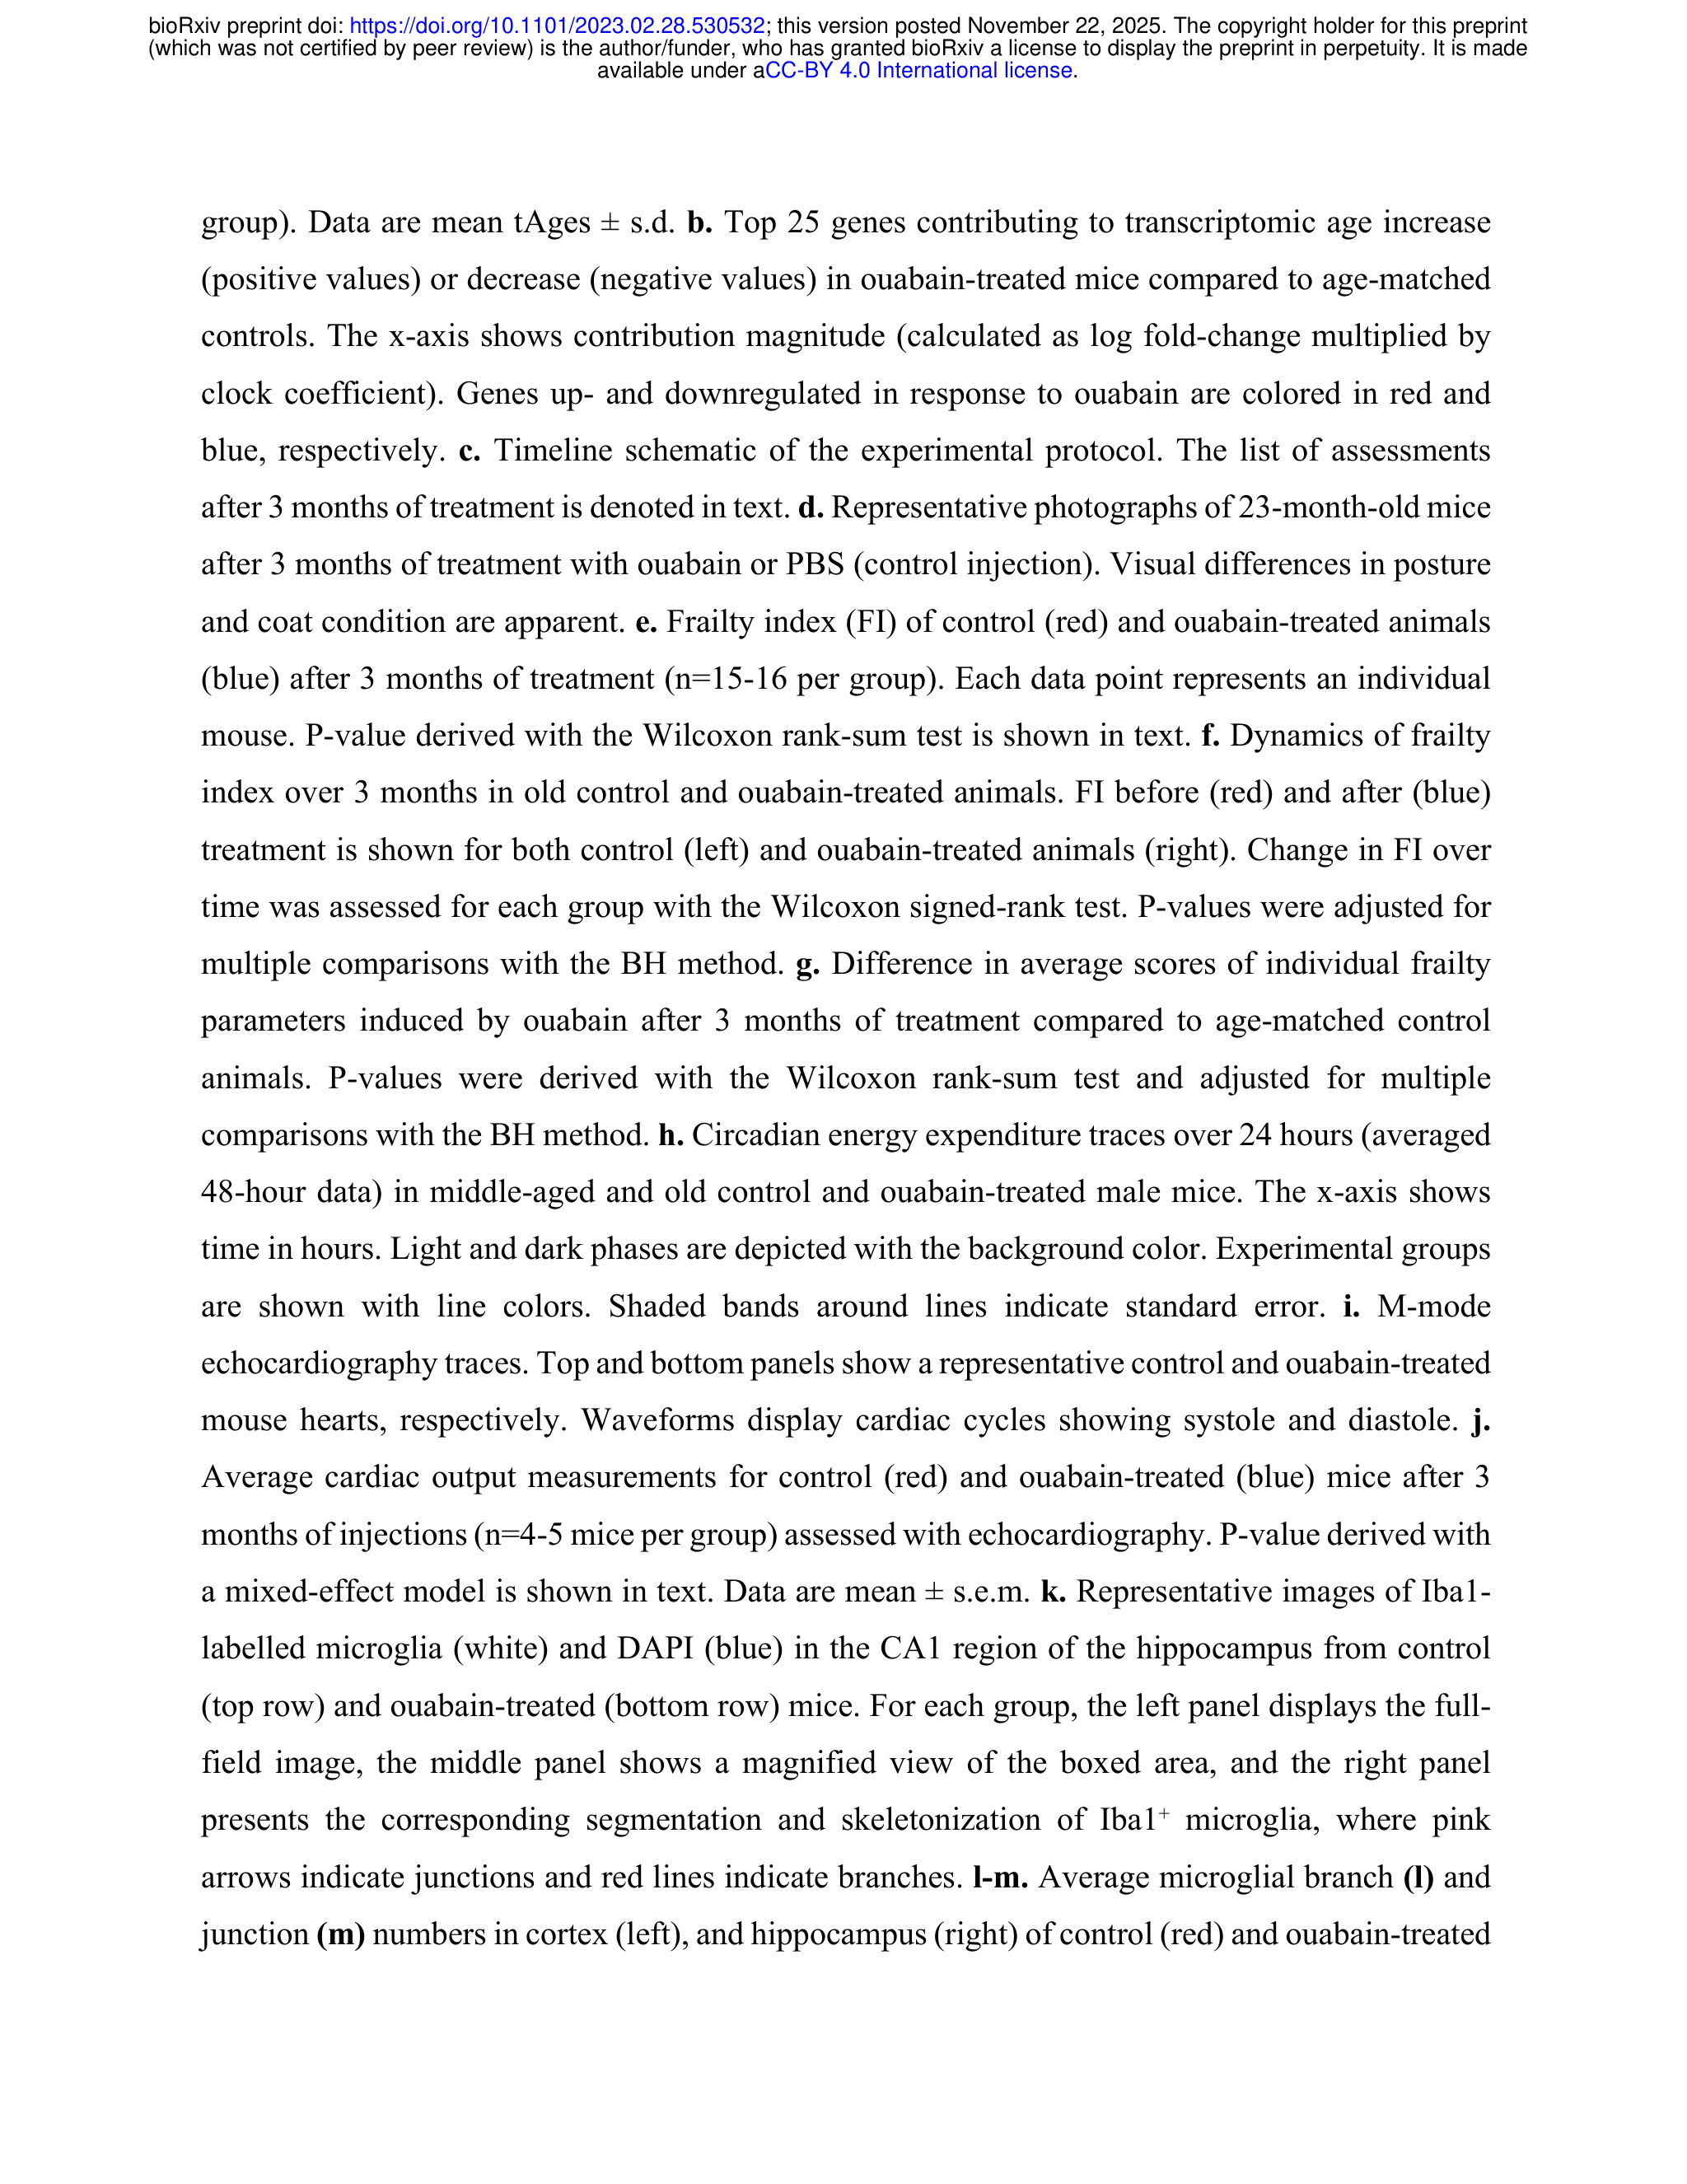 bioRxiv preprint doi: https://doi.org/10.1101/2023.02.28.530532; this version posted November 22, 2025. The copyright holder for this preprint
(which was not certified by peer review) is the author/funder, who has granted bioRxiv a license to display the preprint in perpetuity. It is made
available under aCC-BY 4.0 International license.
group). Data are mean tAges ± s.d. b. Top 25 genes contributing to transcriptomic age increase
(positive values) or decrease (negative values) in ouabain-treated mice compared to age-matched
controls. The x-axis shows contribution magnitude (calculated as log fold-change multiplied by
clock coefficient). Genes up- and downregulated in response to ouabain are colored in red and
blue, respectively. c. Timeline schematic of the experimental protocol. The list of assessments
after 3 months of treatment is denoted in text. d. Representative photographs of 23-month-old mice
after 3 months of treatment with ouabain or PBS (control injection). Visual differences in posture
and coat condition are apparent. e. Frailty index (FI) of control (red) and ouabain-treated animals
(blue) after 3 months of treatment (n=15-16 per group). Each data point represents an individual
mouse. P-value derived with the Wilcoxon rank-sum test is shown in text. f. Dynamics of frailty
index over 3 months in old control and ouabain-treated animals. FI before (red) and after (blue)
treatment is shown for both control (left) and ouabain-treated animals (right). Change in FI over
time was assessed for each group with the Wilcoxon signed-rank test. P-values were adjusted for
multiple comparisons with the BH method. g. Difference in average scores of individual frailty
parameters induced by ouabain after 3 months of treatment compared to age-matched control
animals. P-values were derived with the Wilcoxon rank-sum test and adjusted for multiple
comparisons with the BH method. h. Circadian energy expenditure traces over 24 hours (averaged
48-hour data) in middle-aged and old control and ouabain-treated male mice. The x-axis shows
time in hours. Light and dark phases are depicted with the background color. Experimental groups
are shown with line colors. Shaded bands around lines indicate standard error. i. M-mode
echocardiography traces. Top and bottom panels show a representative control and ouabain-treated
mouse hearts, respectively. Waveforms display cardiac cycles showing systole and diastole. j.
Average cardiac output measurements for control (red) and ouabain-treated (blue) mice after 3
months of injections (n=4-5 mice per group) assessed with echocardiography. P-value derived with
a mixed-effect model is shown in text. Data are mean ± s.e.m. k. Representative images of Iba1-
labelled microglia (white) and DAPI (blue) in the CA1 region of the hippocampus from control
(top row) and ouabain-treated (bottom row) mice. For each group, the left panel displays the full-
field image, the middle panel shows a magnified view of the boxed area, and the right panel
presents the corresponding segmentation and skeletonization of Iba1⁺ microglia, where pink
arrows indicate junctions and red lines indicate branches. l-m. Average microglial branch (l) and
junction (m) numbers in cortex (left), and hippocampus (right) of control (red) and ouabain-treated